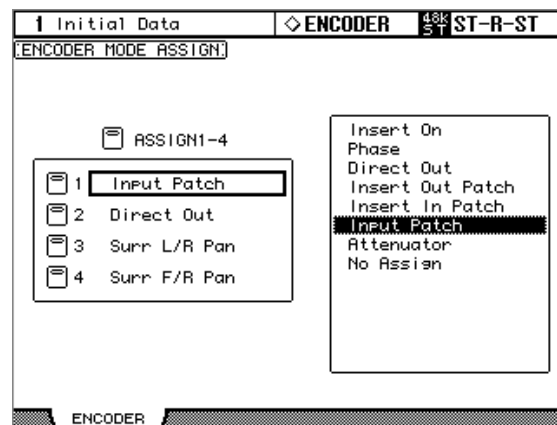 1 Initial Data
◇ENCODER
48k ST ST-R-ST
ENCODER MODE ASSIGN
ASSIGN1-4
1 Input Patch
2 Direct Out
3 Surr L/R Pan
4 Surr F/R Pan
Insert On
Phase
Direct Out
Insert Out Patch
Insert In Patch
Input Patch
Attenuator
No Assign
ENCODER